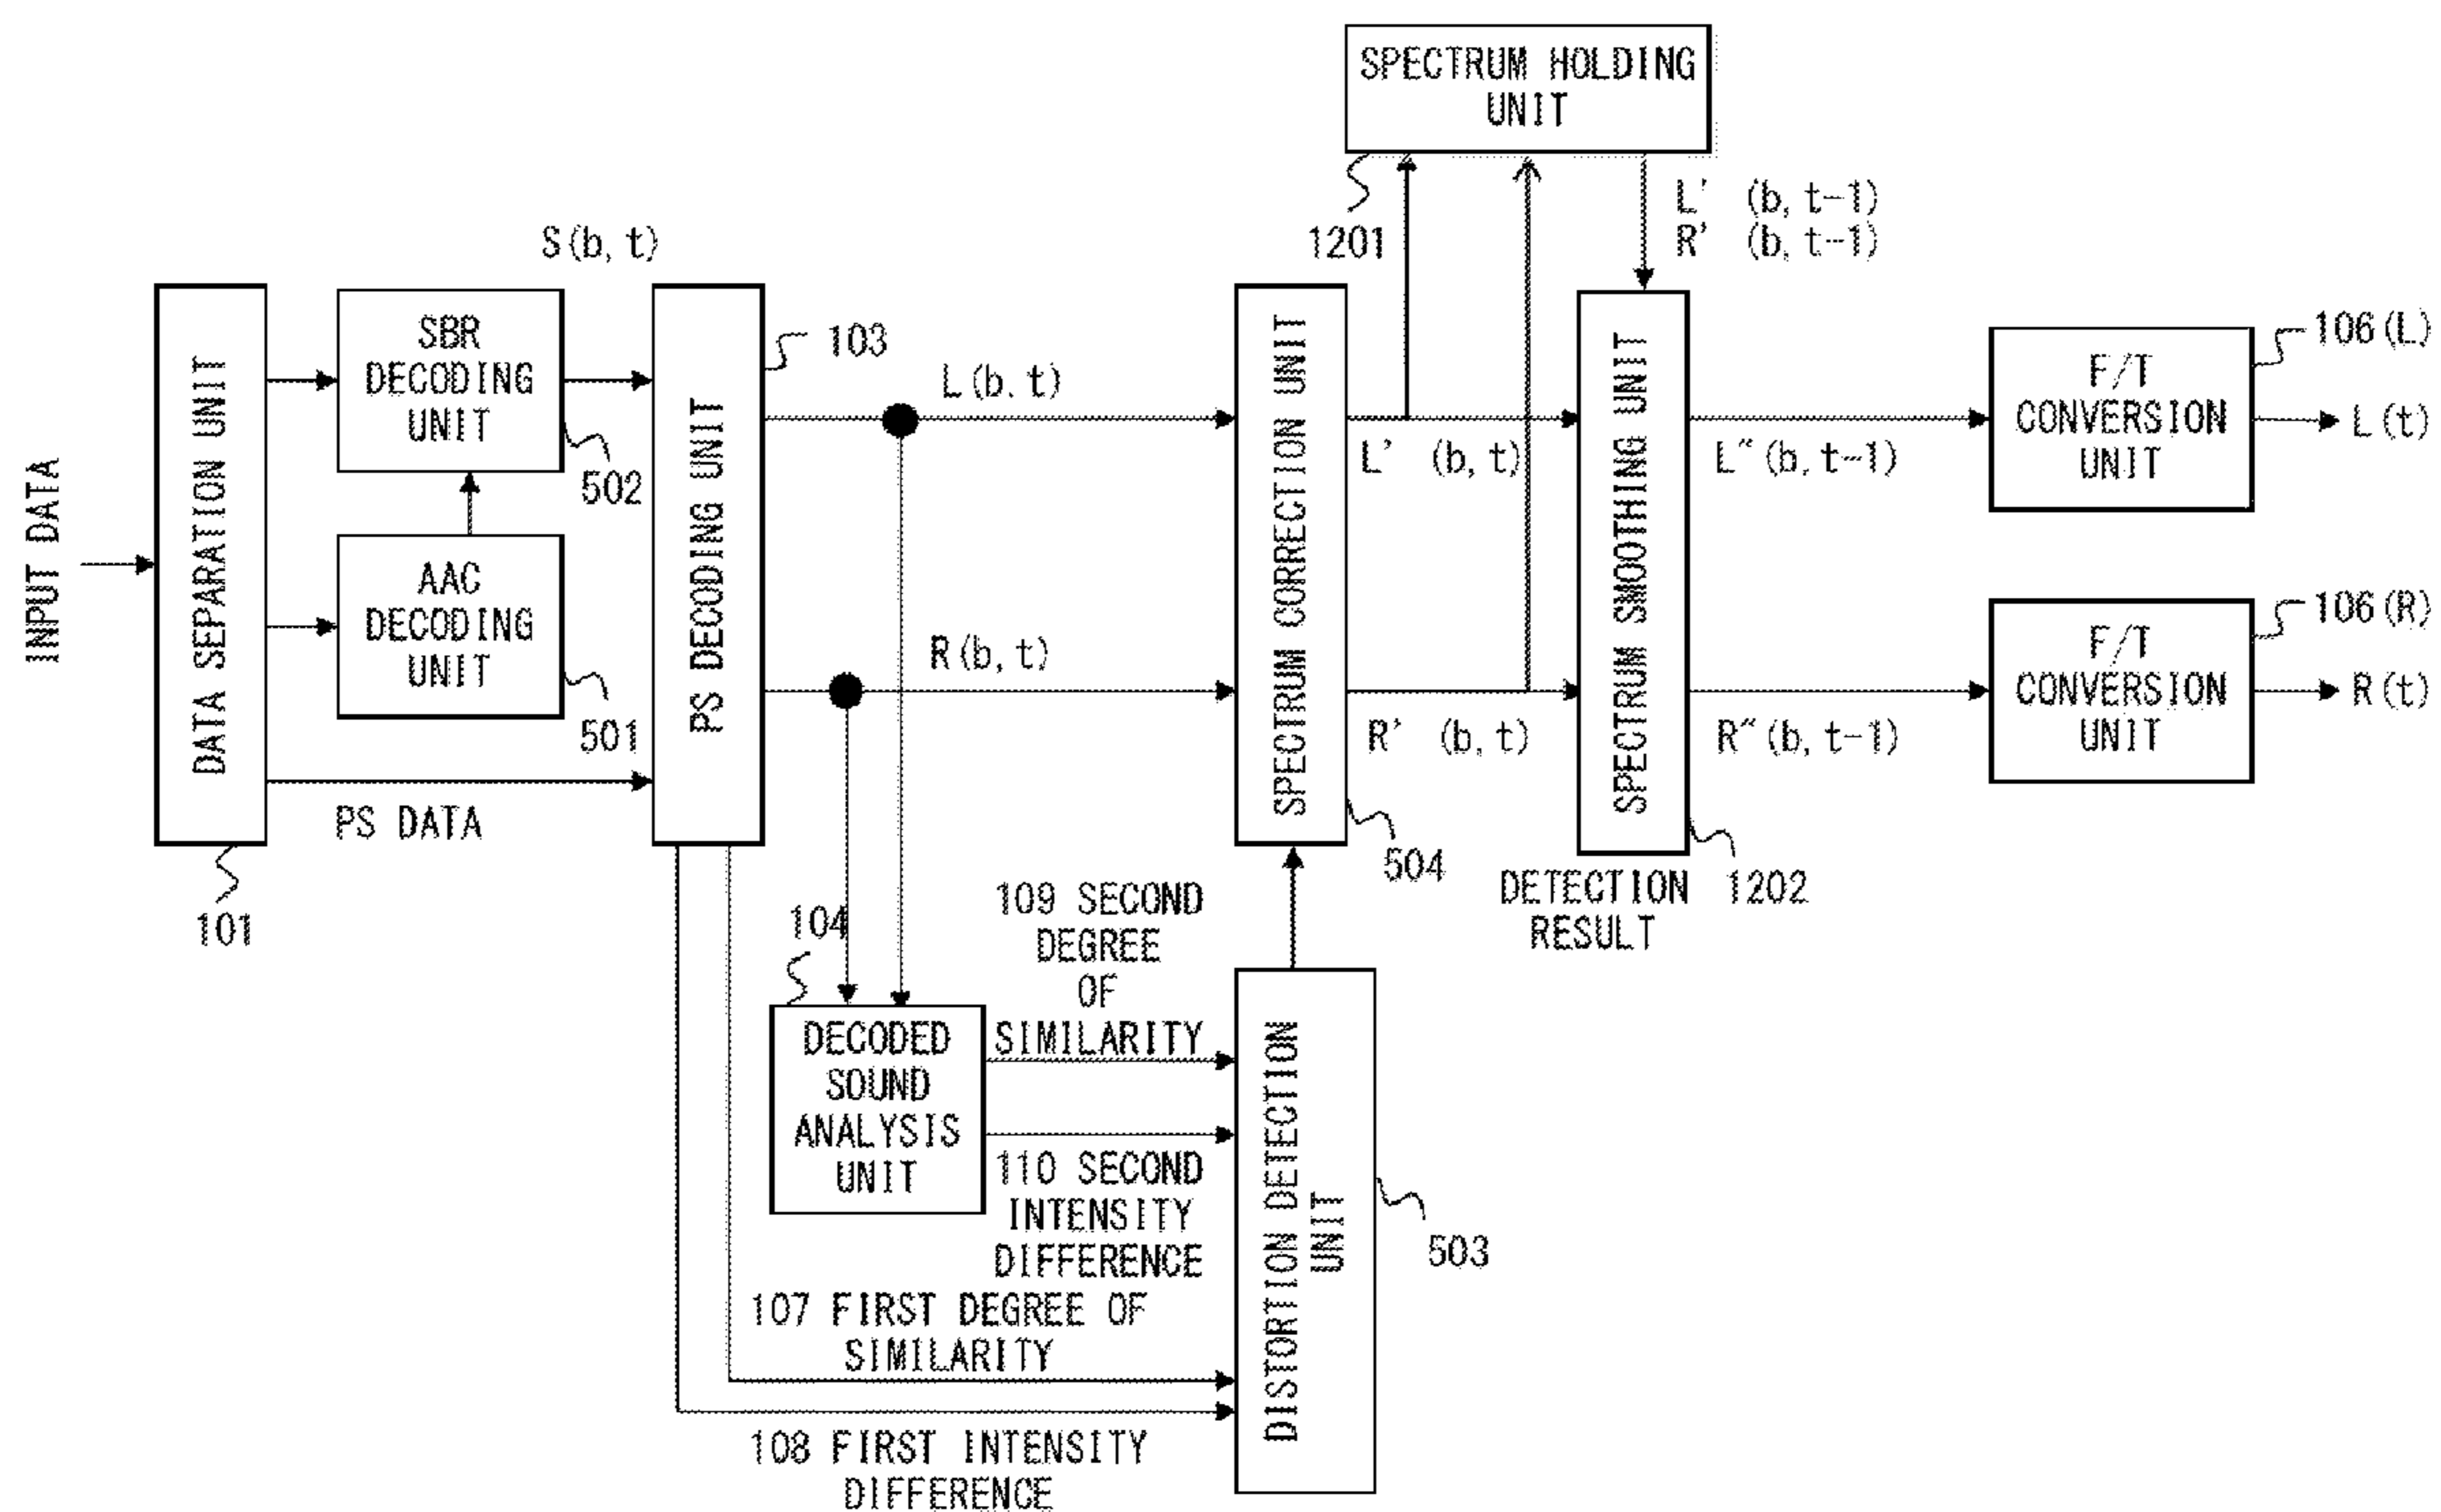 SPECTRUM HOLDING
UNIT
1201
L' (b, t-1)
R' (b, t-1)
S(b, t)
INPUT DATA
DATA SEPARATION UNIT
101
SBR
DECODING
UNIT
502
AAC
DECODING
UNIT
501
PS DATA
PS DECODING UNIT
103
L(b, t)
R(b, t)
SPECTRUM CORRECTION UNIT
504
L' (b, t)
R' (b, t)
SPECTRUM SMOOTHING UNIT
1202
L"(b, t-1)
R"(b, t-1)
F/T
CONVERSION
UNIT
106(L)
L(t)
F/T
CONVERSION
UNIT
106(R)
R(t)
DETECTION
RESULT
104
DECODED
SOUND
ANALYSIS
UNIT
109 SECOND
DEGREE
OF
SIMILARITY
110 SECOND
INTENSITY
DIFFERENCE
107 FIRST DEGREE OF
SIMILARITY
108 FIRST INTENSITY
DIFFERENCE
DISTORTION DETECTION
UNIT
503